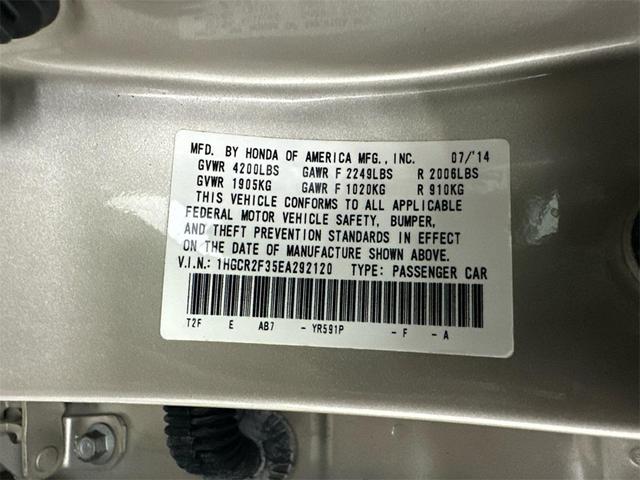 MFD. BY HONDA OF AMERICA MFG., INC. 07/'14
GVWR 4200LBS GAWR F 2249LBS R 2006LBS
GVWR 1905KG GAWR F 1020KG R 910KG
THIS VEHICLE CONFORMS TO ALL APPLICABLE
FEDERAL MOTOR VEHICLE SAFETY, BUMPER,
AND THEFT PREVENTION STANDARDS IN EFFECT
ON THE DATE OF MANUFACTURE SHOWN ABOVE.
V.I.N.: 1HGCR2F35EA292120 TYPE: PASSENGER CAR
T2F E AB7 - YR591P - F - A